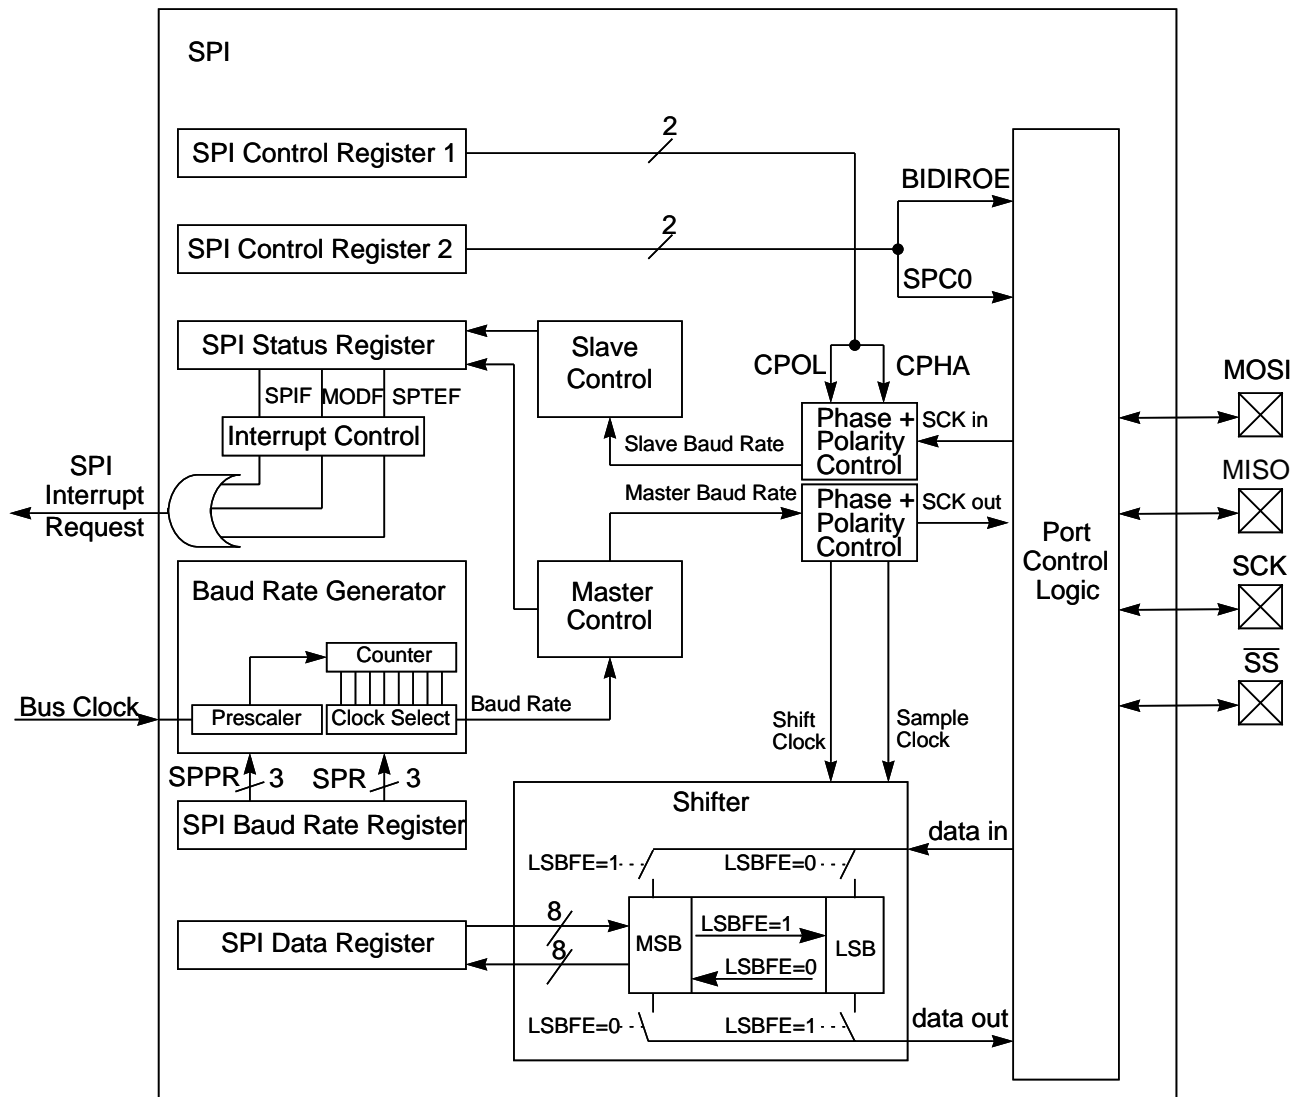 SPI
SPI Control Register 1
2
BIDIROE
SPI Control Register 2
2
SPC0
SPI Status Register
Slave
Control
CPOL
CPHA
MOSI
SPIF
MODF
SPTEF
Interrupt Control
Phase +
Polarity
Control
SCK in
Slave Baud Rate
SPI
Interrupt
Request
Master Baud Rate
Phase +
Polarity
Control
SCK out
MISO
Port
Control
Logic
Baud Rate Generator
Master
Control
SCK
Counter
SS
Bus Clock
Prescaler
Clock Select
Baud Rate
Shift
Clock
Sample
Clock
SPPR
3
SPR
3
SPI Baud Rate Register
Shifter
data in
LSBFE=1
LSBFE=0
SPI Data Register
8
8
MSB
LSBFE=1
LSBFE=0
LSB
LSBFE=0
LSBFE=1
data out